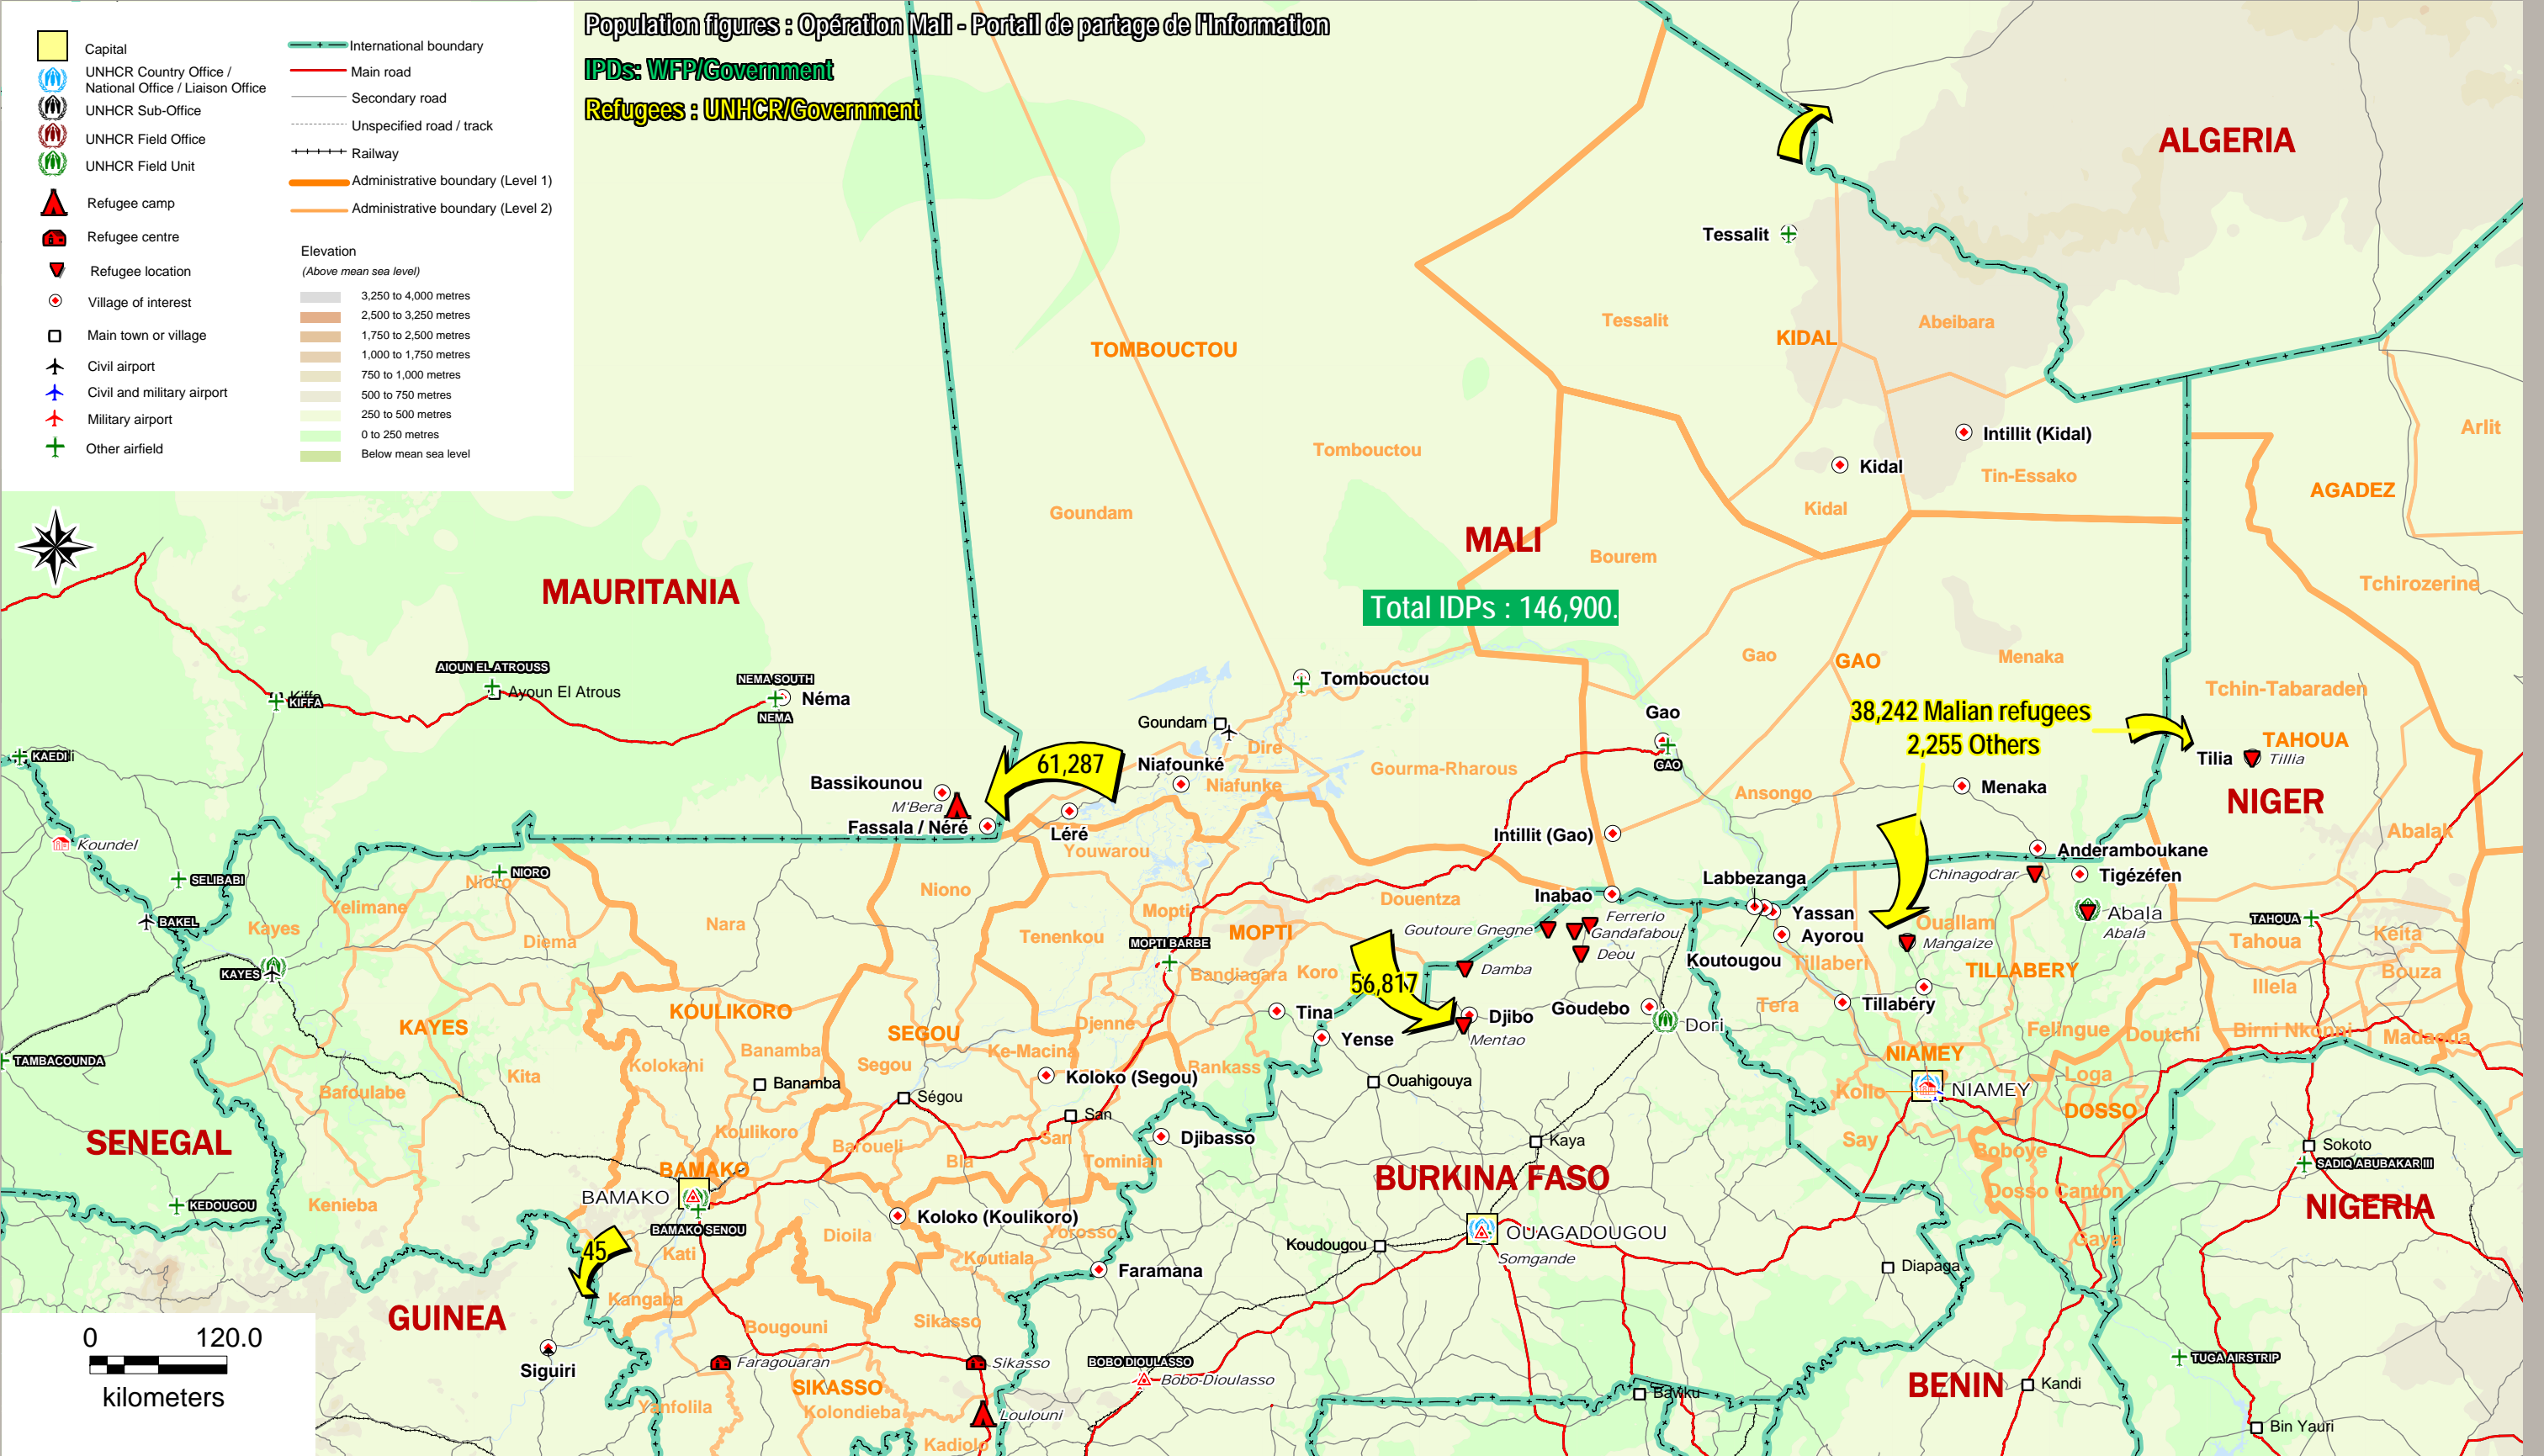 Population figures : Opération Mali - Portail de partage de l'Information
IPDs: WFP/Government
Refugees : UNHCR/Government
Capital
UNHCR Country Office /
National Office / Liaison Office
UNHCR Sub-Office
UNHCR Field Office
UNHCR Field Unit
Refugee camp
Refugee centre
Refugee location
Village of interest
Main town or village
Civil airport
Civil and military airport
Military airport
Other airfield
International boundary
Main road
Secondary road
Unspecified road / track
Railway
Administrative boundary (Level 1)
Administrative boundary (Level 2)
Elevation
(Above mean sea level)
3,250 to 4,000 metres
2,500 to 3,250 metres
1,750 to 2,500 metres
1,000 to 1,750 metres
750 to 1,000 metres
500 to 750 metres
250 to 500 metres
0 to 250 metres
Below mean sea level
ALGERIA
Tessalit
Tessalit
KIDAL
Abeibara
TOMBOUCTOU
Tombouctou
Intillit (Kidal)
Kidal
Tin-Essako
Kidal
Arlit
AGADEZ
Goundam
MALI
Bourem
Tchirozerine
MAURITANIA
Total IDPs : 146,900.
Gao
GAO
Menaka
AIOUN EL ATROUSS
Ayoun El Atrous
NEMA SOUTH
Néma
NEMA
Kiffa
KIFFA
Tombouctou
Tchin-Tabaraden
Goundam
Dire
Gao
GAO
38,242 Malian refugees
2,255 Others
TAHOUA
Tilia
Tillia
KAEDI
61,287
Niafounké
Niafunke
Gourma-Rharous
Bassikounou
M'Bera
Fassala / Néré
Léré
Youwarou
Ansongo
Menaka
NIGER
Intillit (Gao)
Abalak
Koundel
SELIBABI
NIORO
Nioro
Anderamboukane
Chinagodrar
Tigézéfen
Niono
Labbezanga
Inabao
Douentza
BAKEL
Kayes
Yelimane
Nara
Mopti
MOPTI
Ferrerio
Goutoure Gnegne
Gandafabou
Deou
Yassan
Ayorou
Ouallam
Mangaize
Abala
Abala
TAHOUA
Tahoua
Keita
Diema
Tenenkou
MOPTI BARBE
Bandiagara
Koro
Damba
Koutougou
Tillaberi
TILLABERY
Bouza
Illela
KAYES
56,817
KAYES
KOULIKORO
SEGOU
Djenne
Tina
Yense
Djibo
Mentao
Goudebo
Dori
Tera
Tillabéry
Felingue
Doutchi
Birni Nkonni
Madaoua
TAMBACOUNDA
Bafoulabe
Kita
Kolokani
Banamba
Banamba
Segou
Ségou
Ke-Macina
Koloko (Segou)
Rankass
Ouahigouya
NIAMEY
NIAMEY
Kollo
Loga
DOSSO
SENEGAL
Koulikoro
Baroueli
Bla
San
San
Tominian
Djibasso
Kaya
Say
Boboye
Sokoto
SADIQ ABUBAKAR III
BAMAKO
BAMAKO
BAMAKO SENOU
KEDOUGOU
Kenieba
BURKINA FASO
Dosso Canton
NIGERIA
Koloko (Koulikoro)
Yorosso
Dioila
Koutiala
Koudougou
OUAGADOUGOU
Somgande
Gaya
45
Kati
Faramana
Diapaga
Kangaba
GUINEA
Bougouni
Sikasso
0 120.0
kilometers
Siguiri
Faragouaran
Sikasso
BOBO DIOULASSO
Bobo-Dioulasso
TUGA AIRSTRIP
SIKASSO
Yanfolila
Kolondieba
Loulouni
Kadiolo
Bawku
BENIN
Kandi
Bin Yauri